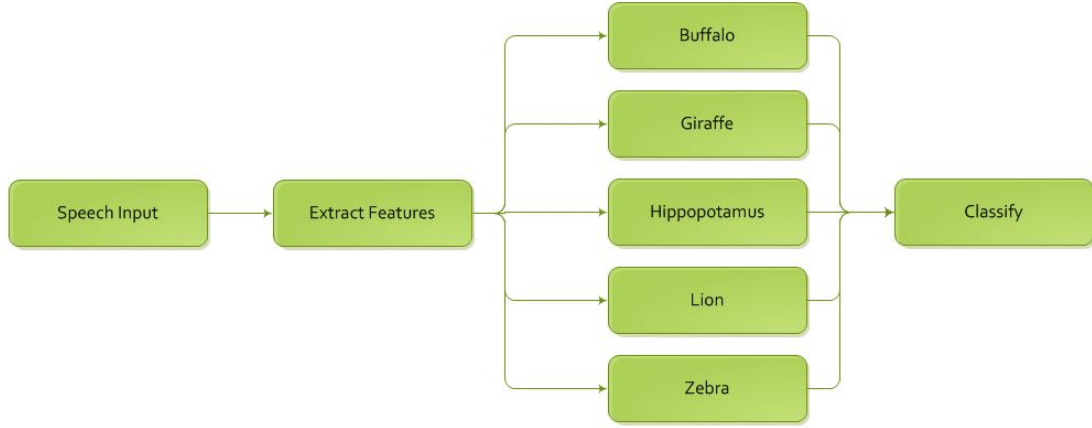 Speech Input
Extract Features
Buffalo
Giraffe
Hippopotamus
Lion
Zebra
Classify